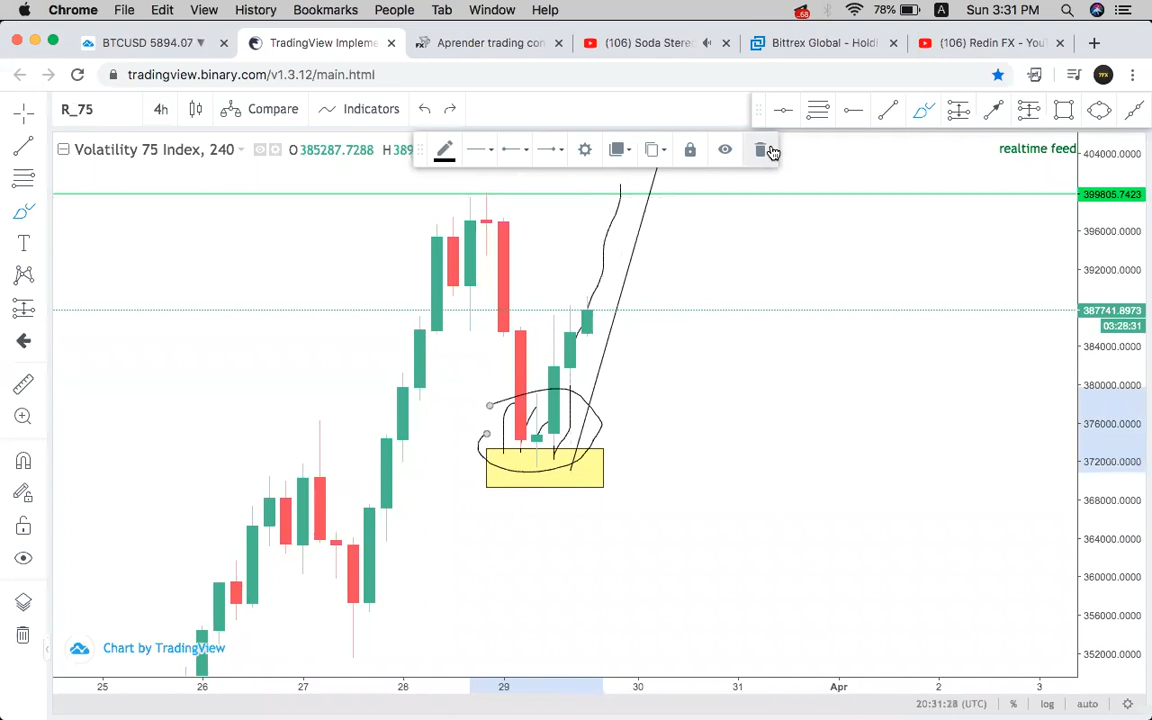 Chrome File Edit View History Bookmarks People Tab Window Help .68 78% A Sun 3:31 PM
BTCUSD 5894.07 ▼ TradingView Impleme Aprender trading con (106) Soda Stere Bittrex Global - Holdi (106) Redin FX - You
tradingview.binary.com/v1.3.12/main.html
R_75 4h Compare Indicators
Volatility 75 Index, 240 O 385287.7288 H389
realtime feed
404000.0000
399805.7423
396000.0000
392000.0000
387741.8973
03:28:31
384000.0000
380000.0000
376000.0000
372000.0000
368000.0000
364000.0000
360000.0000
356000.0000
352000.0000
Chart by TradingView
25 26 27 28 29 30 31 Apr 2 3
20:31:28 (UTC) % log auto